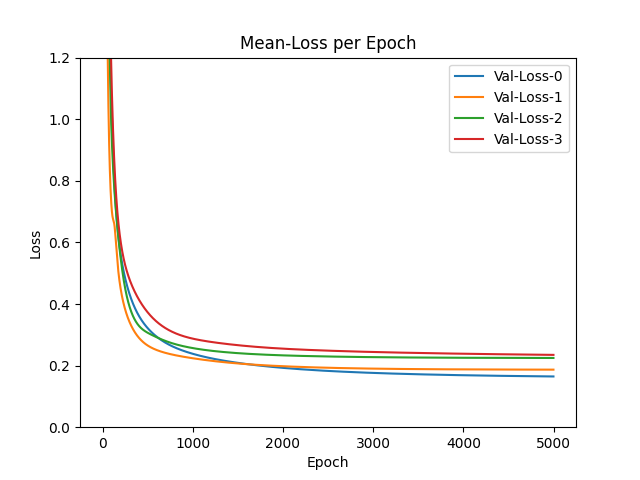 Mean-Loss per Epoch
1.2
1.0
0.8
0.6
0.4
0.2
0.0
Loss
Val-Loss-0
Val-Loss-1
Val-Loss-2
Val-Loss-3
0 1000 2000 3000 4000 5000
Epoch